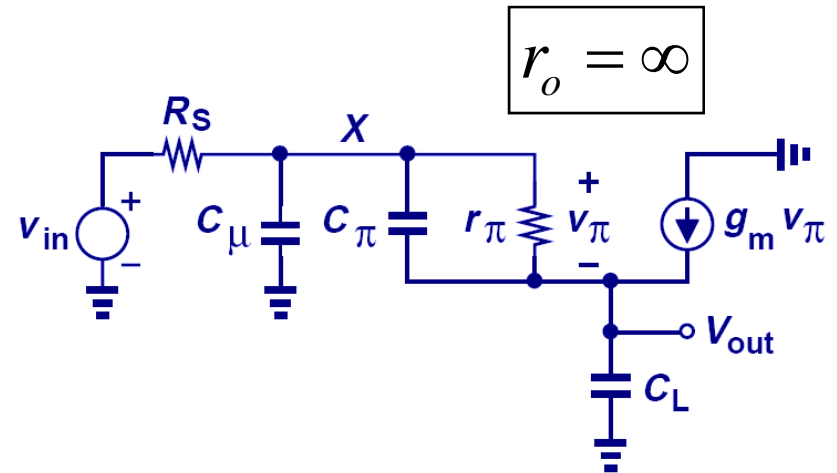 r_o = ∞
R_S
X
v_in
+
−
C_μ
C_π
r_π
+
v_π
−
g_m v_π
V_out
C_L